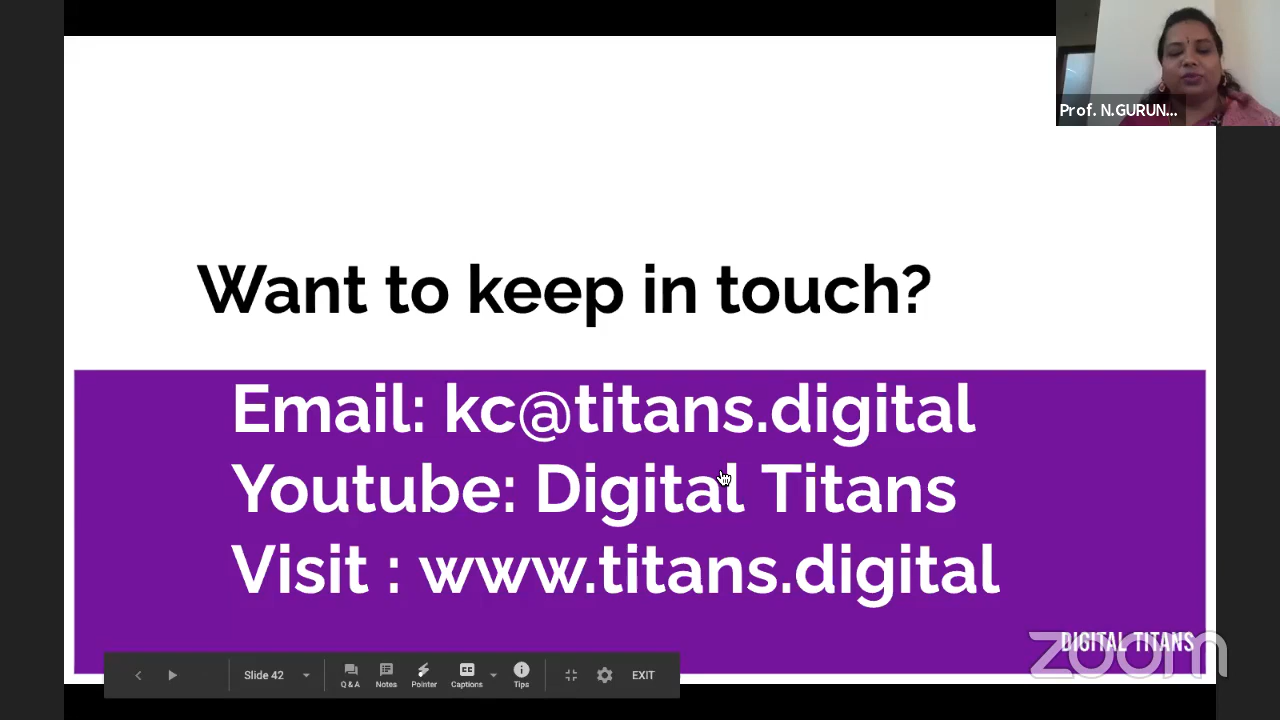 Prof. N.GURUN...
Want to keep in touch?
Email: kc@titans.digital
Youtube: Digital Titans
Visit : www.titans.digital
DIGITAL TITANS
zoom
Slide 42
Q & A
Notes
Pointer
Captions
Tips
EXIT